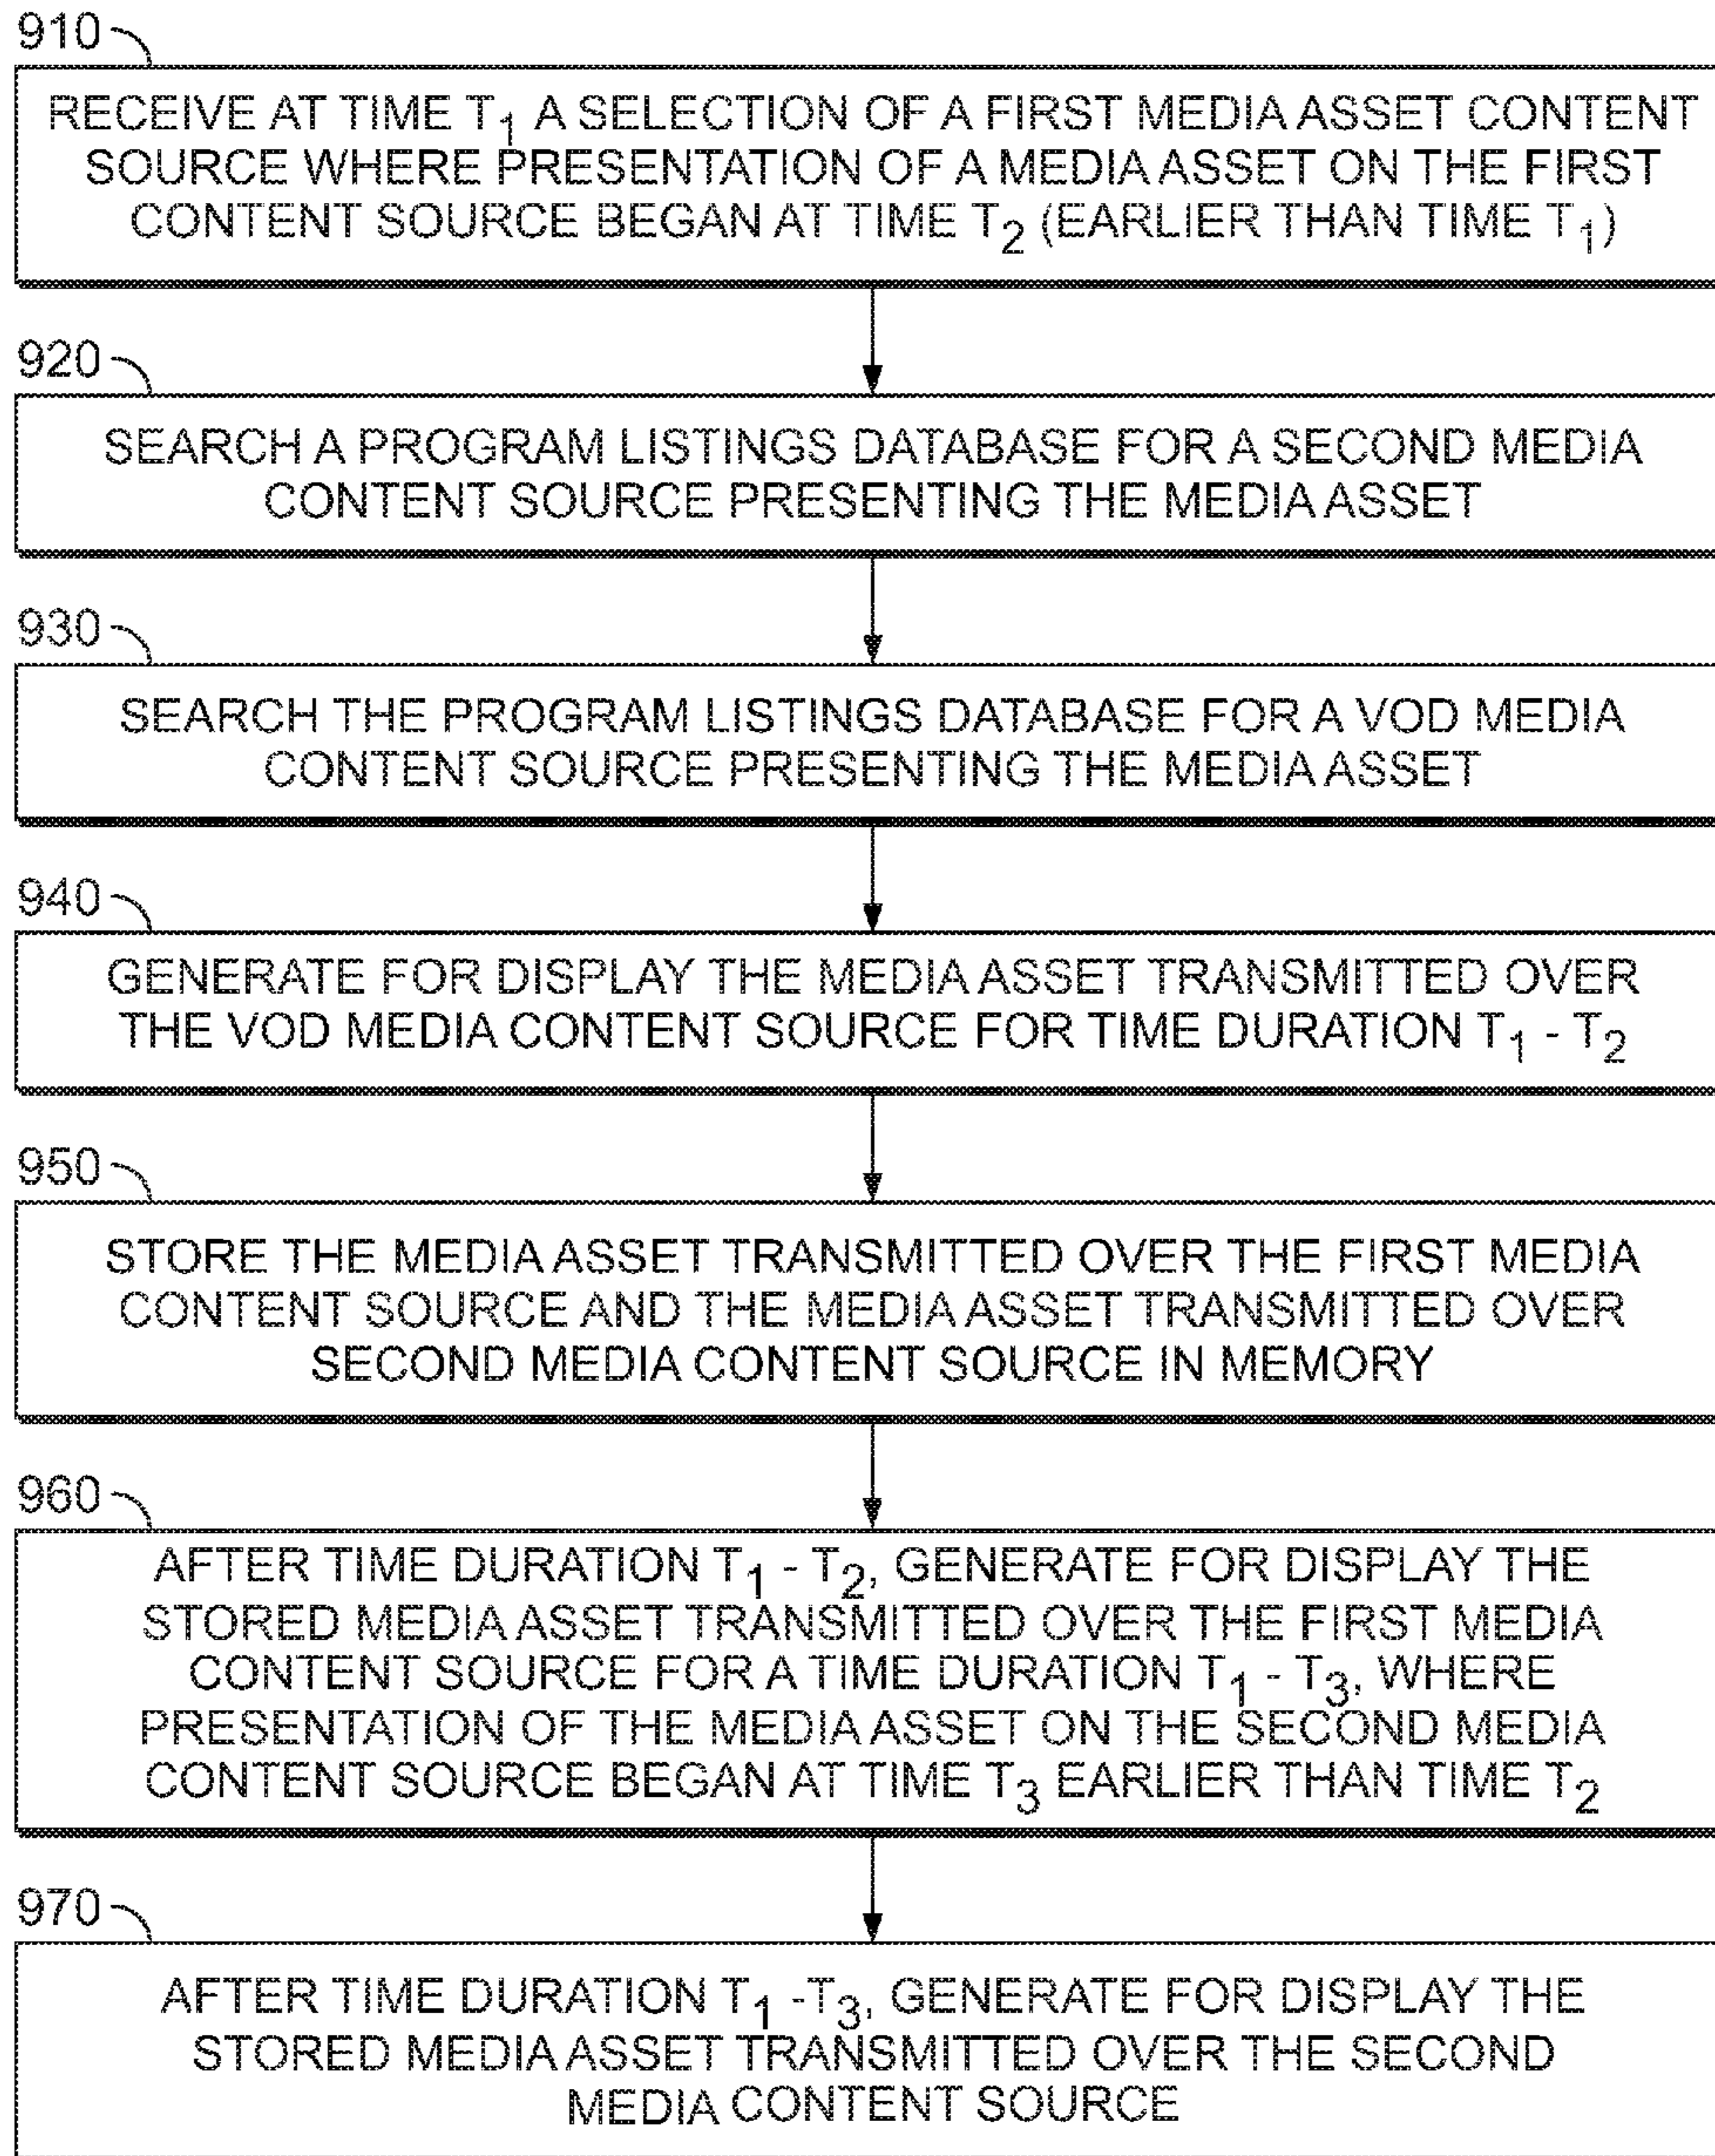 910
RECEIVE AT TIME T₁ A SELECTION OF A FIRST MEDIA ASSET CONTENT
SOURCE WHERE PRESENTATION OF A MEDIA ASSET ON THE FIRST
CONTENT SOURCE BEGAN AT TIME T₂ (EARLIER THAN TIME T₁)
920
SEARCH A PROGRAM LISTINGS DATABASE FOR A SECOND MEDIA
CONTENT SOURCE PRESENTING THE MEDIA ASSET
930
SEARCH THE PROGRAM LISTINGS DATABASE FOR A VOD MEDIA
CONTENT SOURCE PRESENTING THE MEDIA ASSET
940
GENERATE FOR DISPLAY THE MEDIA ASSET TRANSMITTED OVER
THE VOD MEDIA CONTENT SOURCE FOR TIME DURATION T₁ - T₂
950
STORE THE MEDIA ASSET TRANSMITTED OVER THE FIRST MEDIA
CONTENT SOURCE AND THE MEDIA ASSET TRANSMITTED OVER
SECOND MEDIA CONTENT SOURCE IN MEMORY
960
AFTER TIME DURATION T₁ - T₂, GENERATE FOR DISPLAY THE
STORED MEDIA ASSET TRANSMITTED OVER THE FIRST MEDIA
CONTENT SOURCE FOR A TIME DURATION T₁ - T₃, WHERE
PRESENTATION OF THE MEDIA ASSET ON THE SECOND MEDIA
CONTENT SOURCE BEGAN AT TIME T₃ EARLIER THAN TIME T₂
970
AFTER TIME DURATION T₁ -T₃, GENERATE FOR DISPLAY THE
STORED MEDIA ASSET TRANSMITTED OVER THE SECOND
MEDIA CONTENT SOURCE